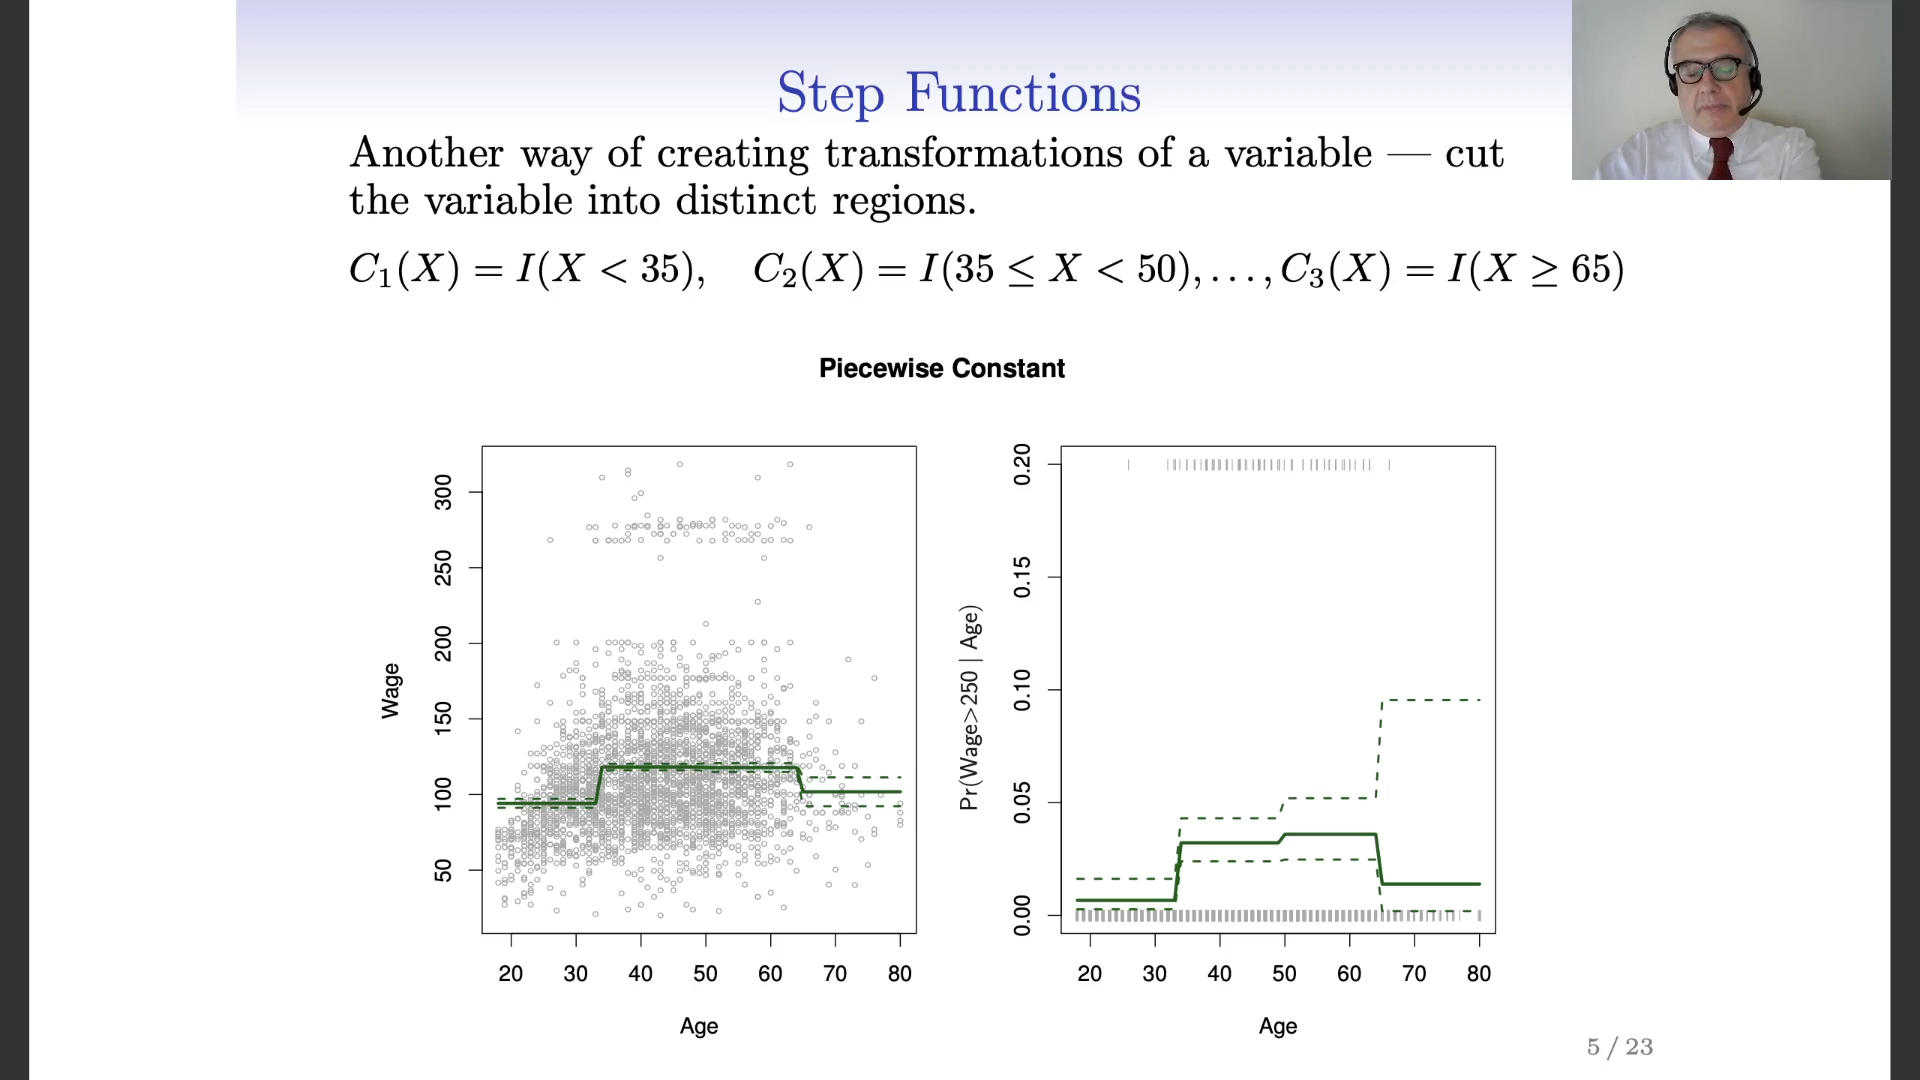 Step Functions
Another way of creating transformations of a variable — cut
the variable into distinct regions.
C₁(X) = I(X < 35), C₂(X) = I(35 ≤ X < 50), . . . , C₃(X) = I(X ≥ 65)
Piecewise Constant
Wage
50 100 150 200 250 300
20 30 40 50 60 70 80
Age
Pr(Wage>250 | Age)
0.00 0.05 0.10 0.15 0.20
20 30 40 50 60 70 80
Age
5 / 23